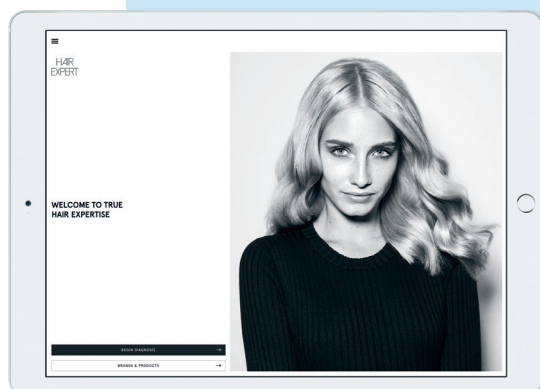 HAIR
EXPERT
WELCOME TO TRUE
HAIR EXPERTISE
BEGIN DIAGNOSIS
BRANDS & PRODUCTS